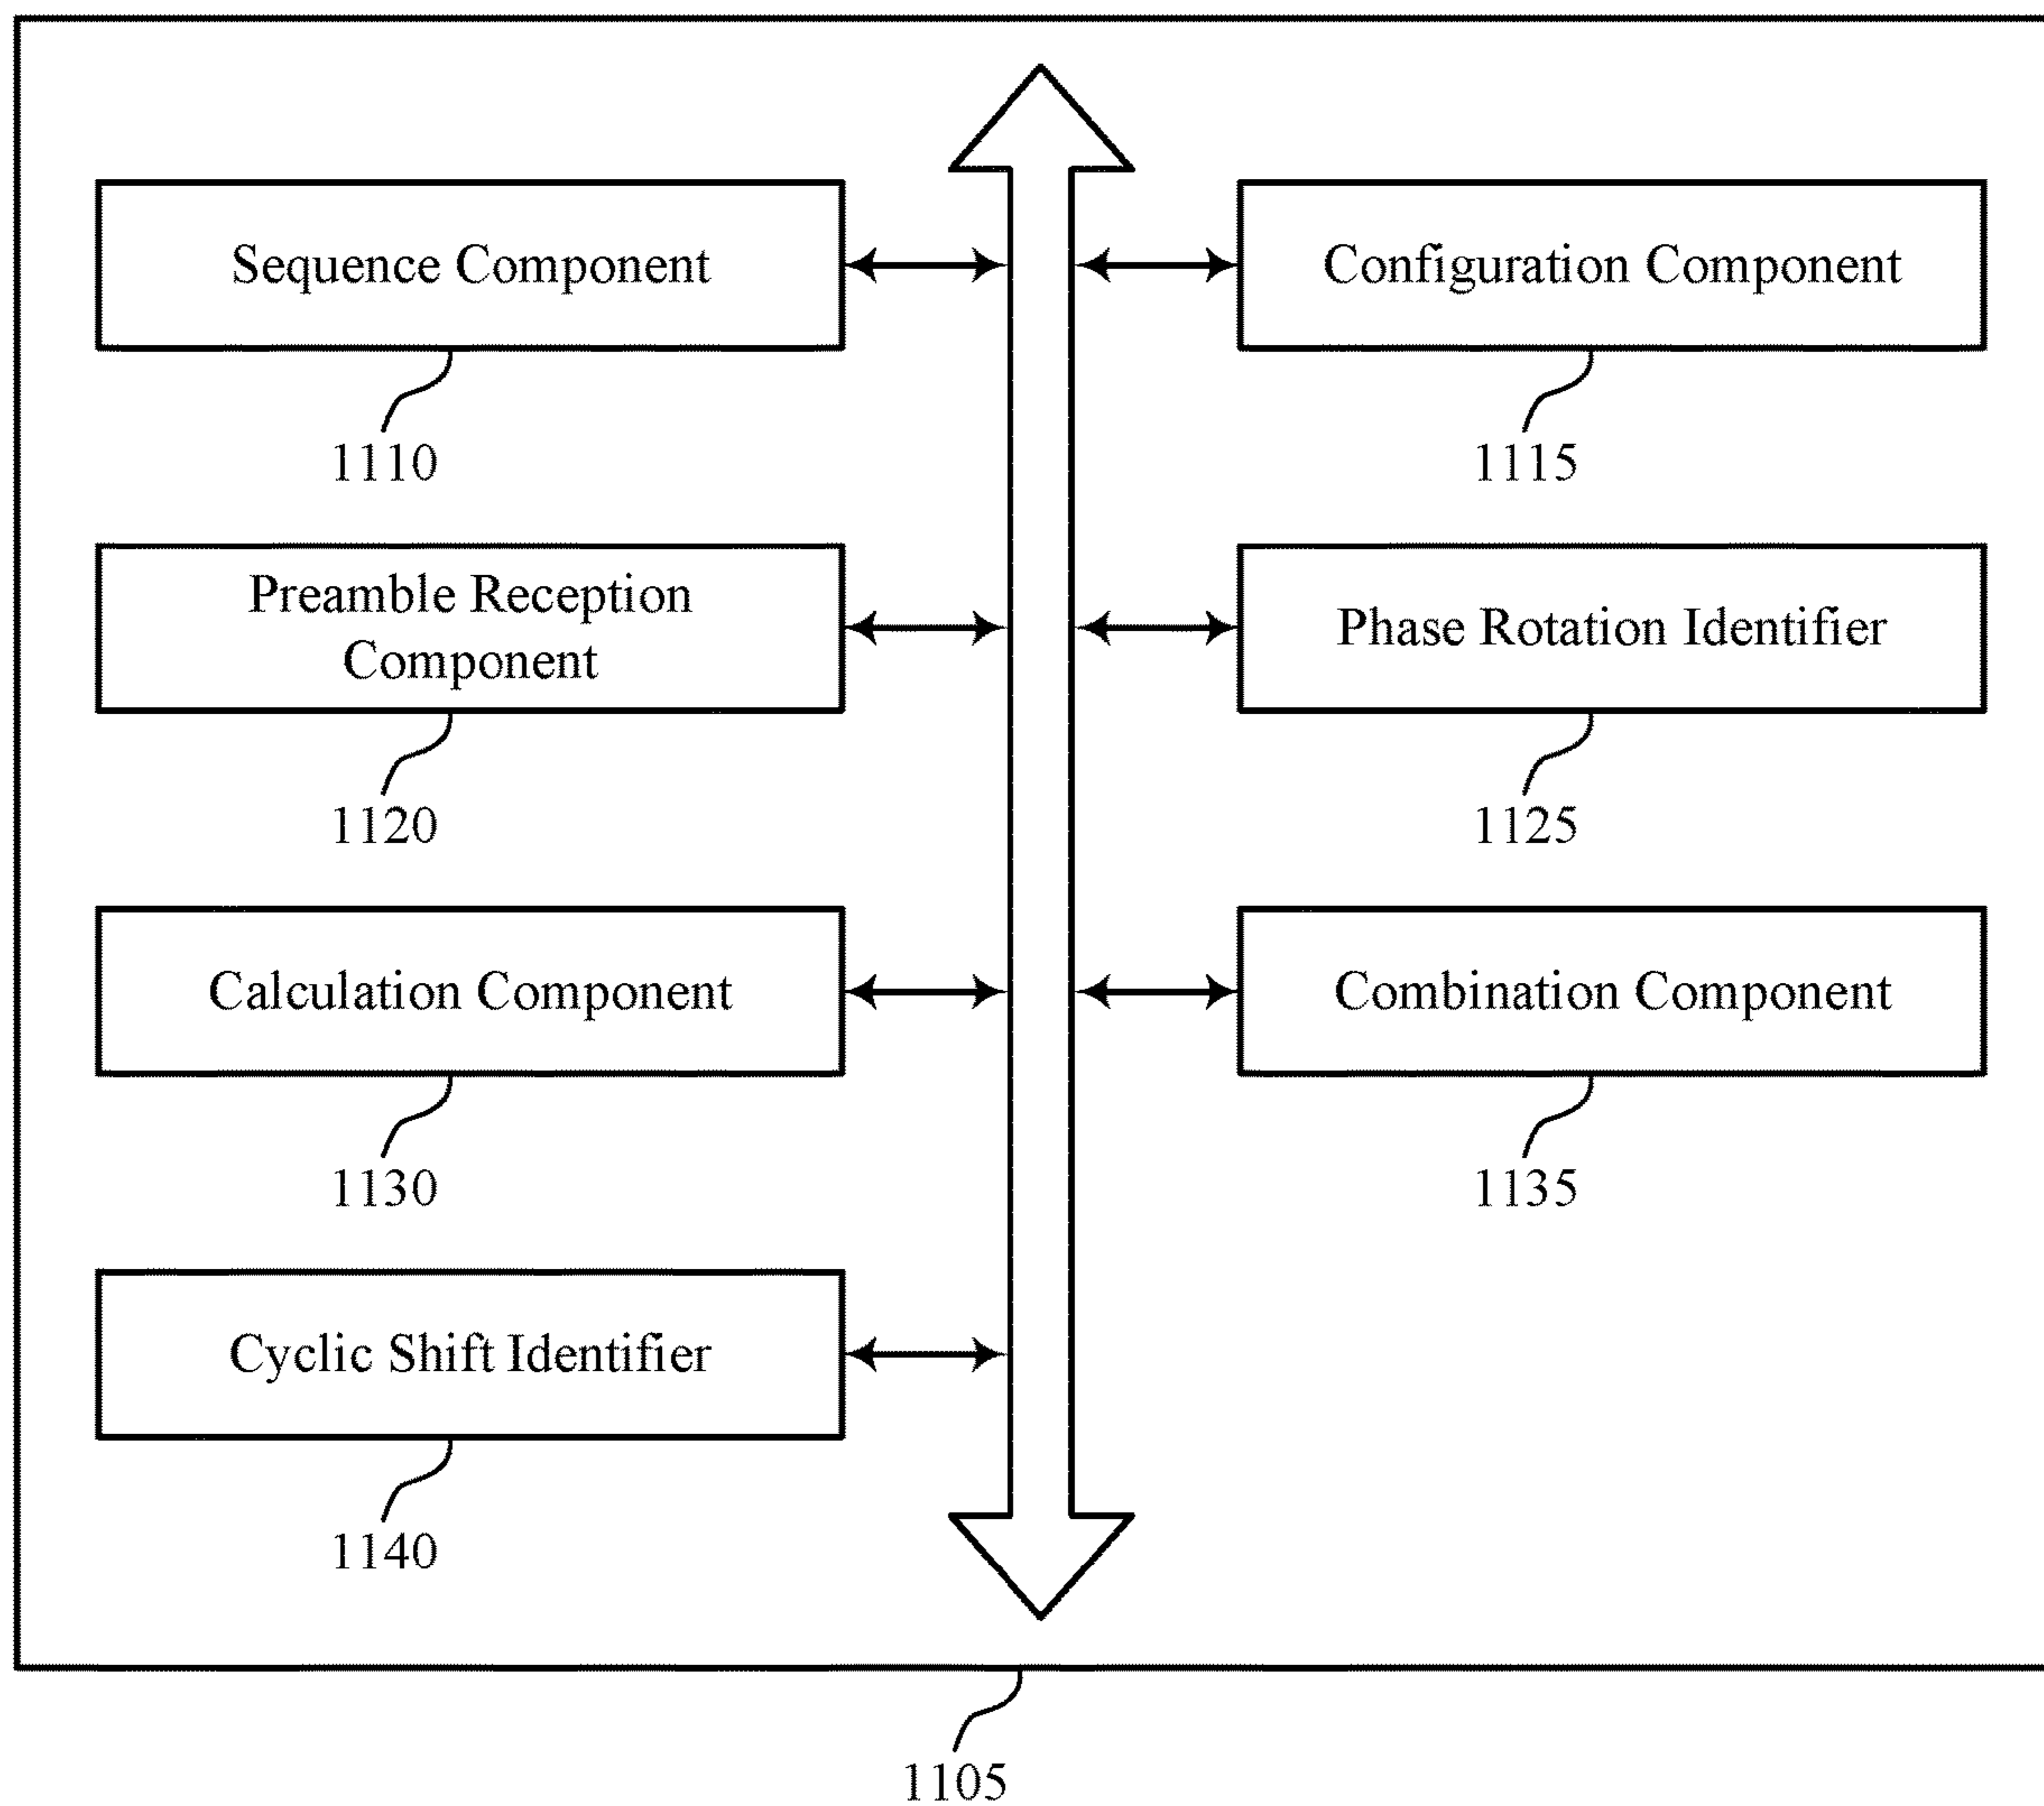 Sequence Component
1110
Configuration Component
1115
Preamble Reception
Component
1120
Phase Rotation Identifier
1125
Calculation Component
1130
Combination Component
1135
Cyclic Shift Identifier
1140
1105